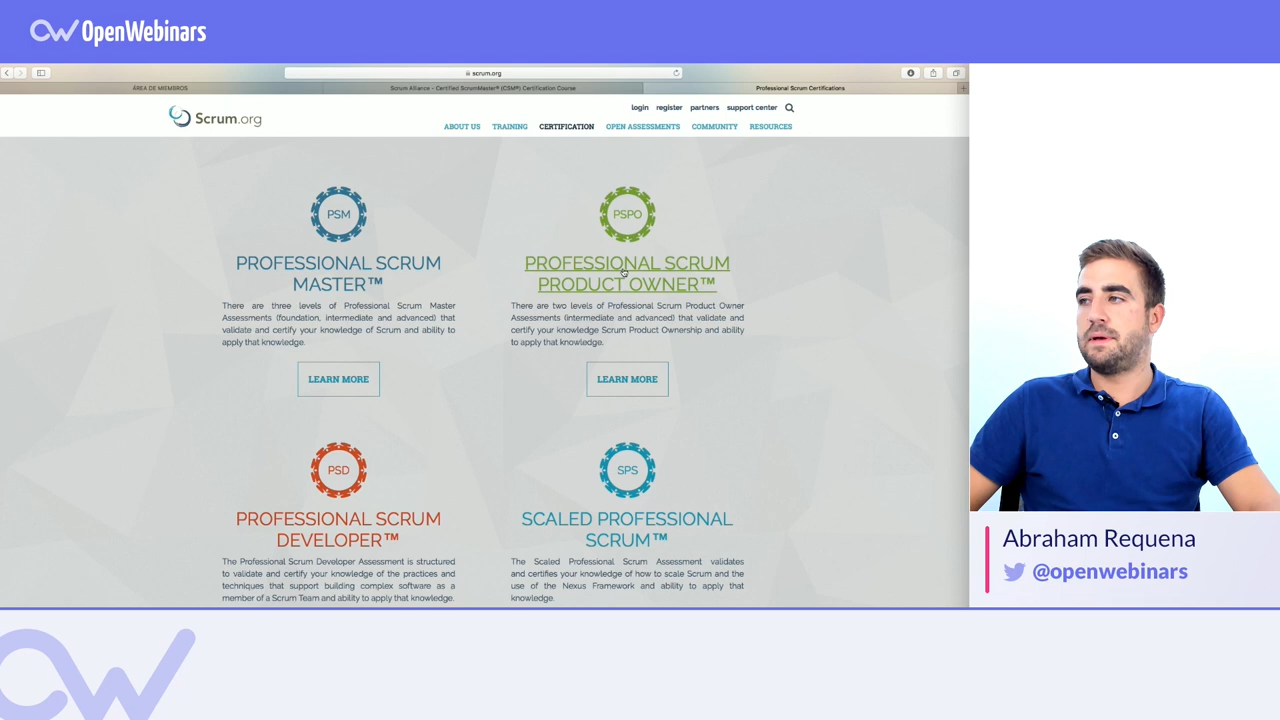 OpenWebinars
scrum.org
ÁREA DE MIEMBROS
Scrum Alliance - Certified ScrumMaster® (CSM®) Certification Course
Professional Scrum Certifications
login register partners support center
Scrum.org
ABOUT US TRAINING CERTIFICATION OPEN ASSESSMENTS COMMUNITY RESOURCES
PSM
PROFESSIONAL SCRUM
MASTER™
There are three levels of Professional Scrum Master
Assessments (foundation, intermediate and advanced) that
validate and certify your knowledge of Scrum and ability to
apply that knowledge.
LEARN MORE
PSPO
PROFESSIONAL SCRUM
PRODUCT OWNER™
There are two levels of Professional Scrum Product Owner
Assessments (intermediate and advanced) that validate and
certify your knowledge Scrum Product Ownership and ability
to apply that knowledge.
LEARN MORE
PSD
PROFESSIONAL SCRUM
DEVELOPER™
The Professional Scrum Developer Assessment is structured
to validate and certify your knowledge of the practices and
techniques that support building complex software as a
member of a Scrum Team and ability to apply that knowledge.
SPS
SCALED PROFESSIONAL
SCRUM™
The Scaled Professional Scrum Assessment validates
and certifies your knowledge of how to scale Scrum and the
use of the Nexus Framework and ability to apply that
knowledge.
Abraham Requena
@openwebinars